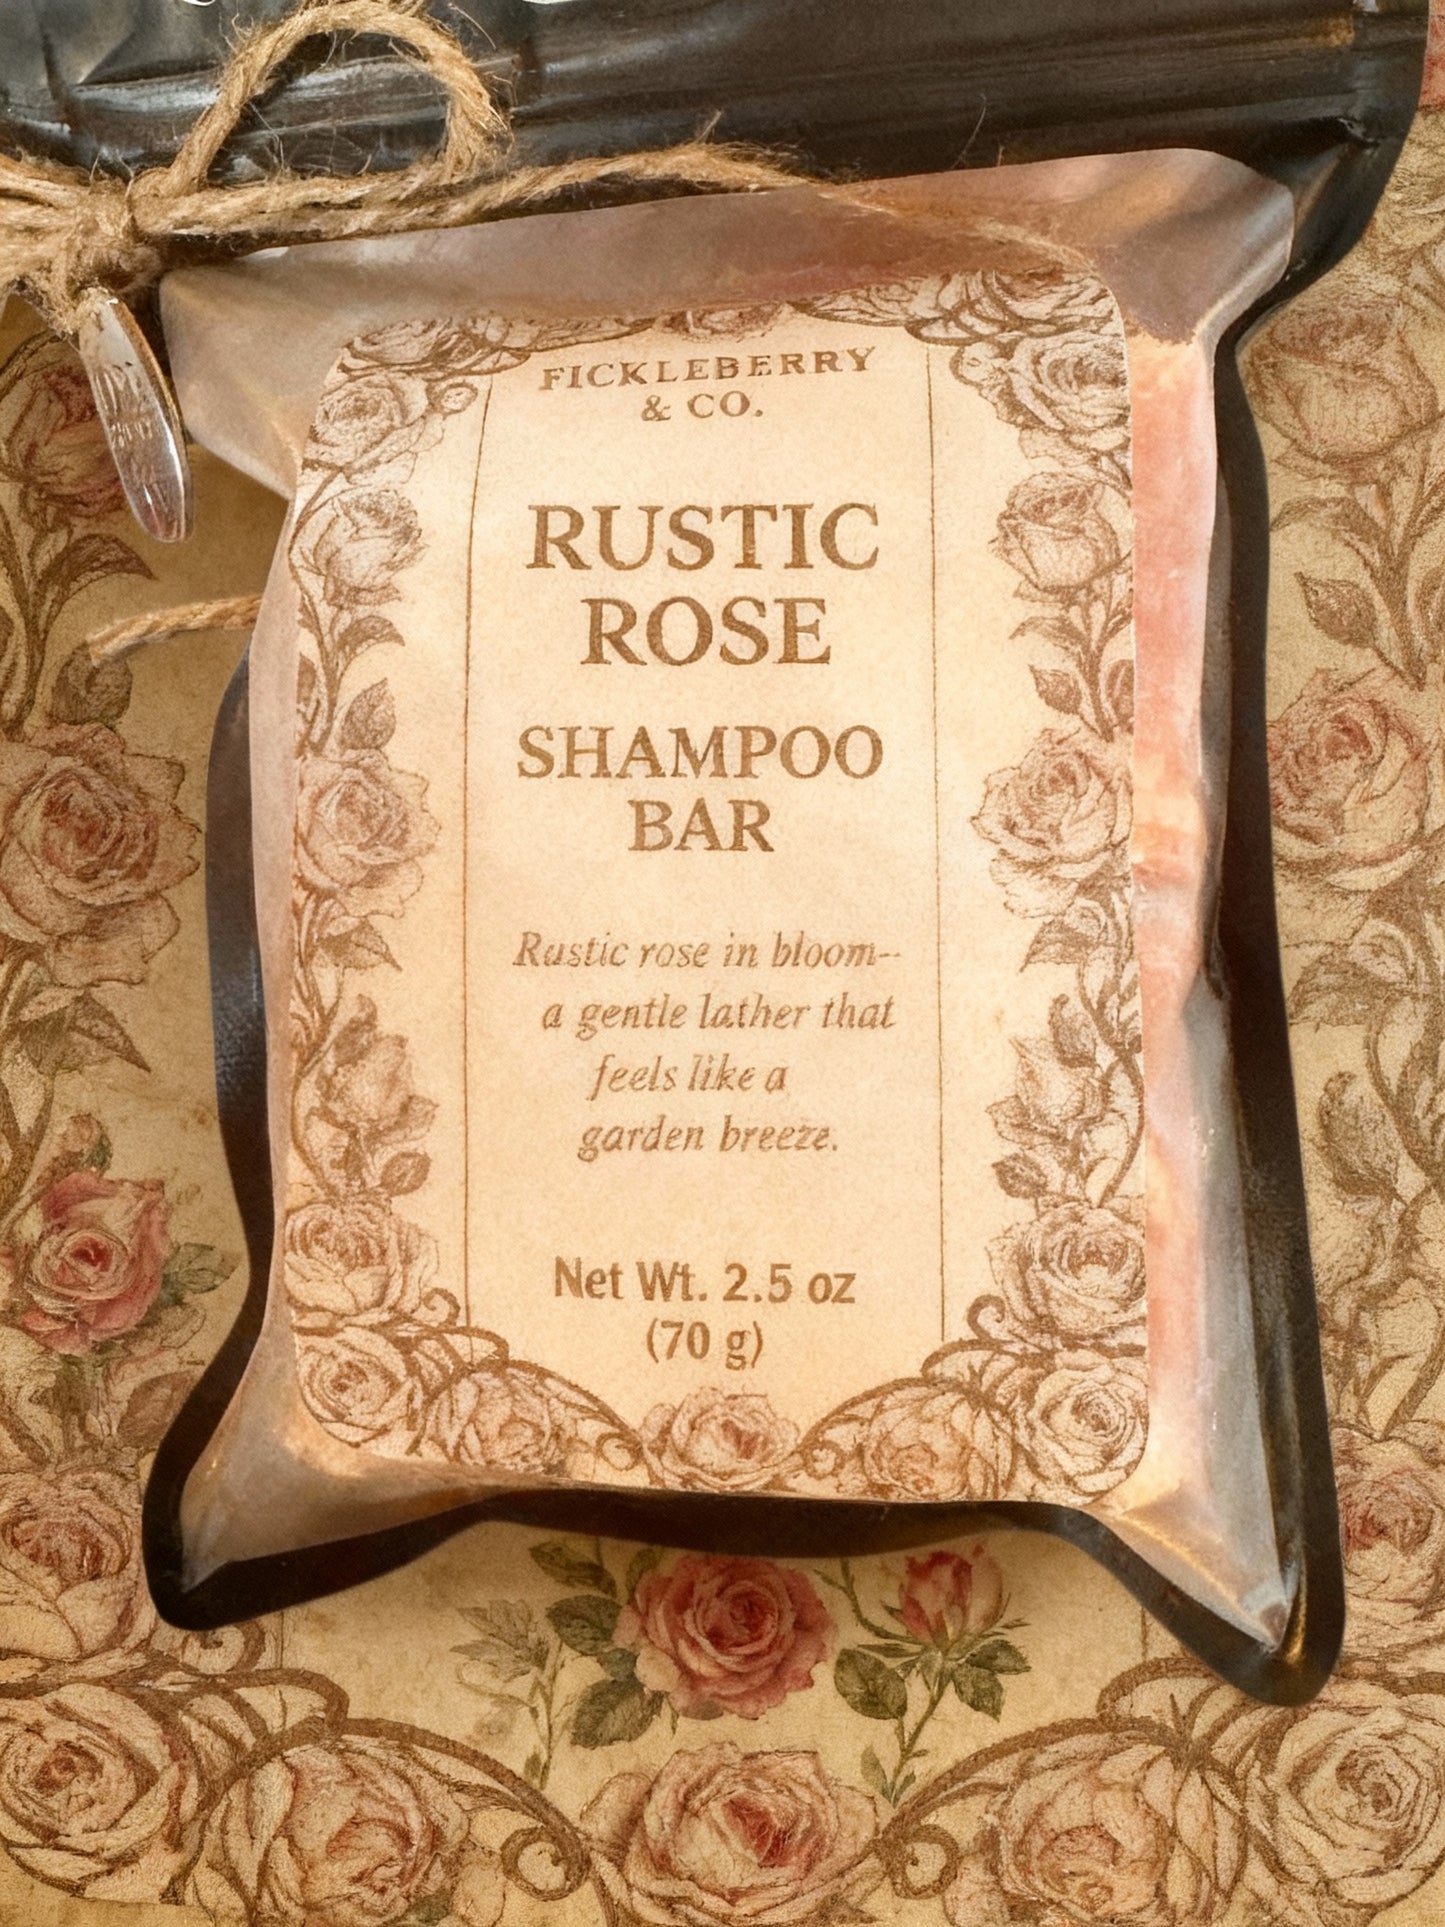 FICKLEBERRY
& CO.
RUSTIC
ROSE
SHAMPOO
BAR
Rustic rose in bloom--
a gentle lather that
feels like a
garden breeze.
Net Wt. 2.5 oz
(70 g)